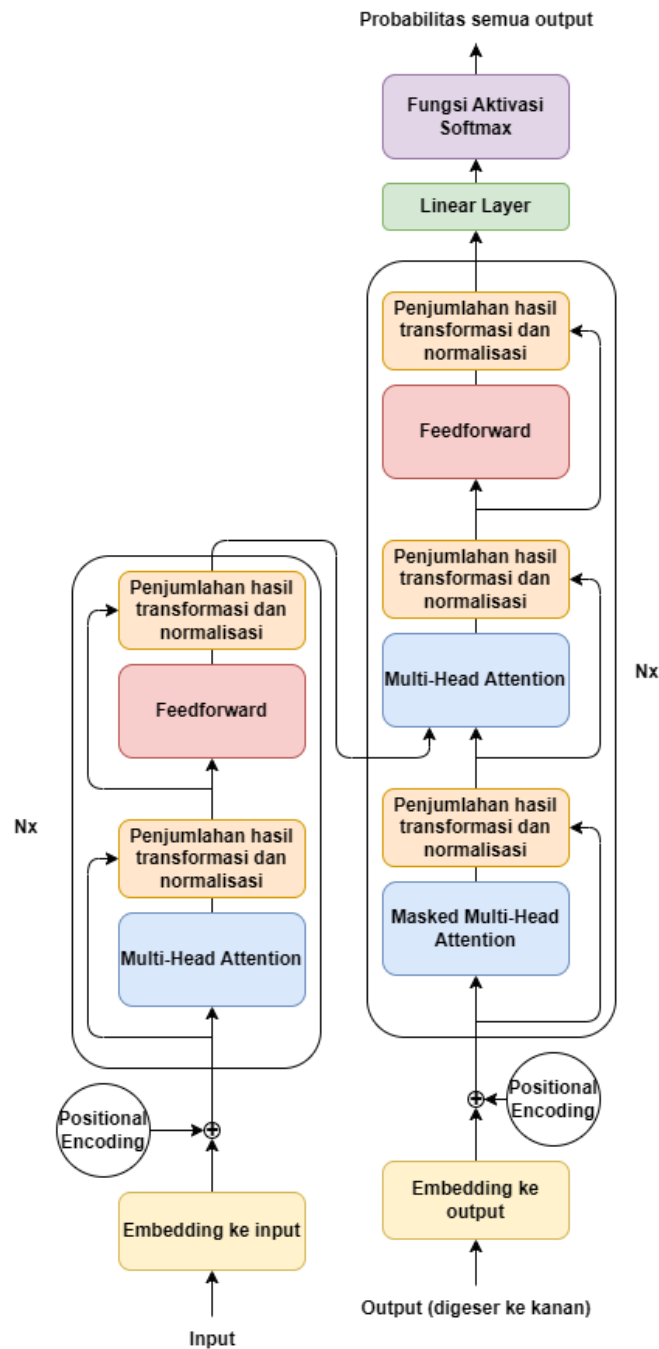 Probabilitas semua output
Fungsi Aktivasi
Softmax
Linear Layer
Penjumlahan hasil
transformasi dan
normalisasi
Feedforward
Penjumlahan hasil
transformasi dan
normalisasi
Multi-Head Attention
Nx
Penjumlahan hasil
transformasi dan
normalisasi
Masked Multi-Head
Attention
Positional
Encoding
Embedding ke
output
Output (digeser ke kanan)
Penjumlahan hasil
transformasi dan
normalisasi
Feedforward
Nx
Penjumlahan hasil
transformasi dan
normalisasi
Multi-Head Attention
Positional
Encoding
Embedding ke input
Input